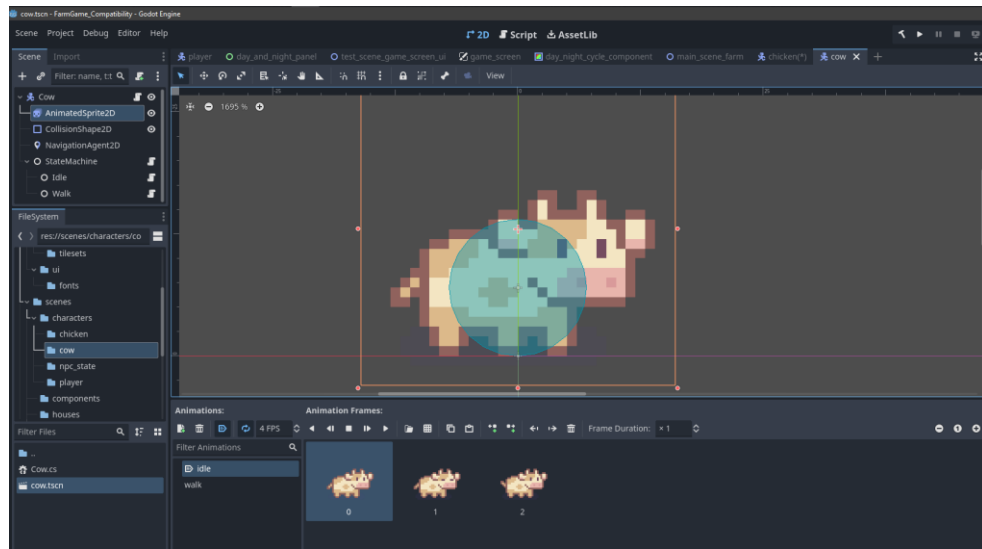 cow.tscn - FarmGame_Compatibility - Godot Engine
Scene Project Debug Editor Help
2D Script AssetLib
Scene Import
player day_and_night_panel test_scene_game_screen_ui game_screen day_night_cycle_component main_scene_farm chicken(*) cow
Filter: name, t:t
View
Cow
AnimatedSprite2D
CollisionShape2D
NavigationAgent2D
StateMachine
Idle
Walk
1695 %
FileSystem
res://scenes/characters/co
tilesets
ui
fonts
scenes
characters
chicken
cow
npc_state
player
components
houses
Filter Files
..
Cow.cs
cow.tscn
Animations: Animation Frames:
4 FPS Frame Duration: ×1
Filter Animations
idle
walk
0 1 2